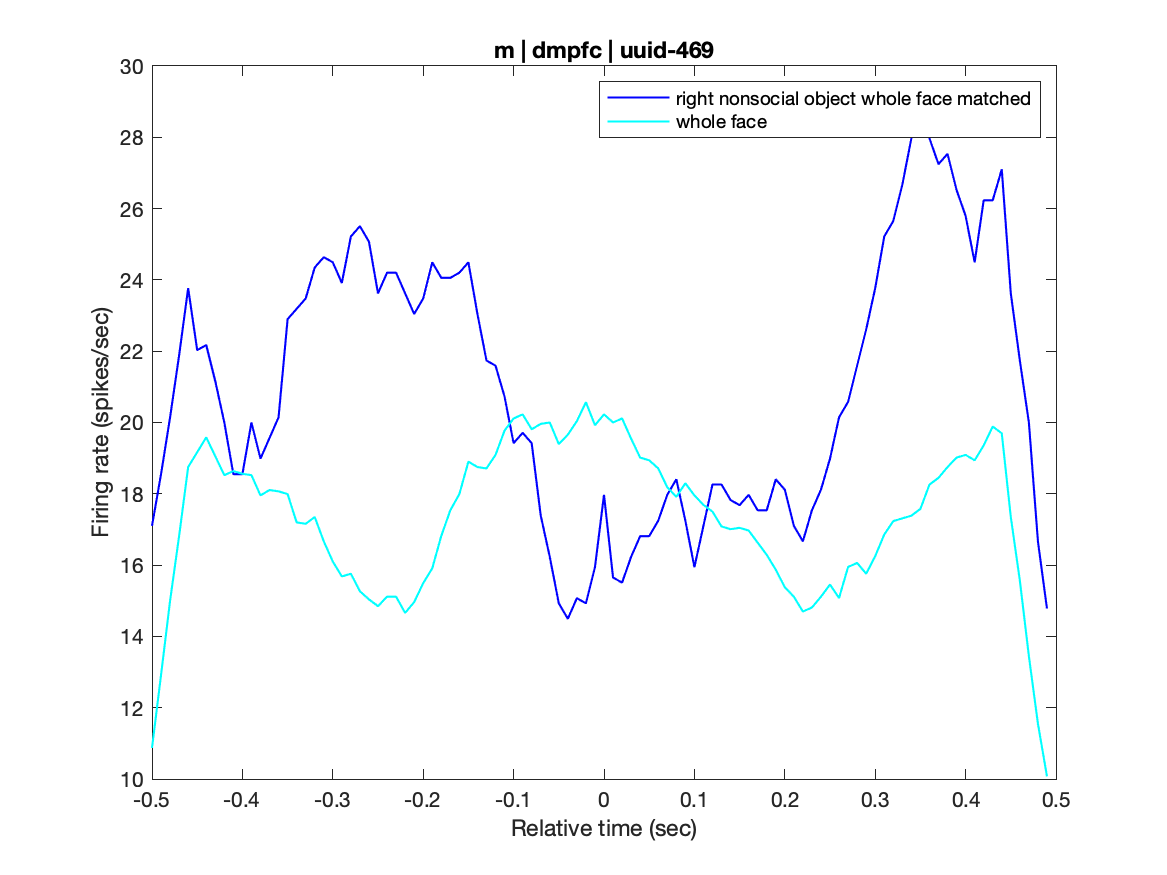 m | dmpfc | uuid-469
30
28
26
24
22
20
18
16
14
12
10
Firing rate (spikes/sec)
right nonsocial object whole face matched
whole face
-0.5 -0.4 -0.3 -0.2 -0.1 0 0.1 0.2 0.3 0.4 0.5
Relative time (sec)